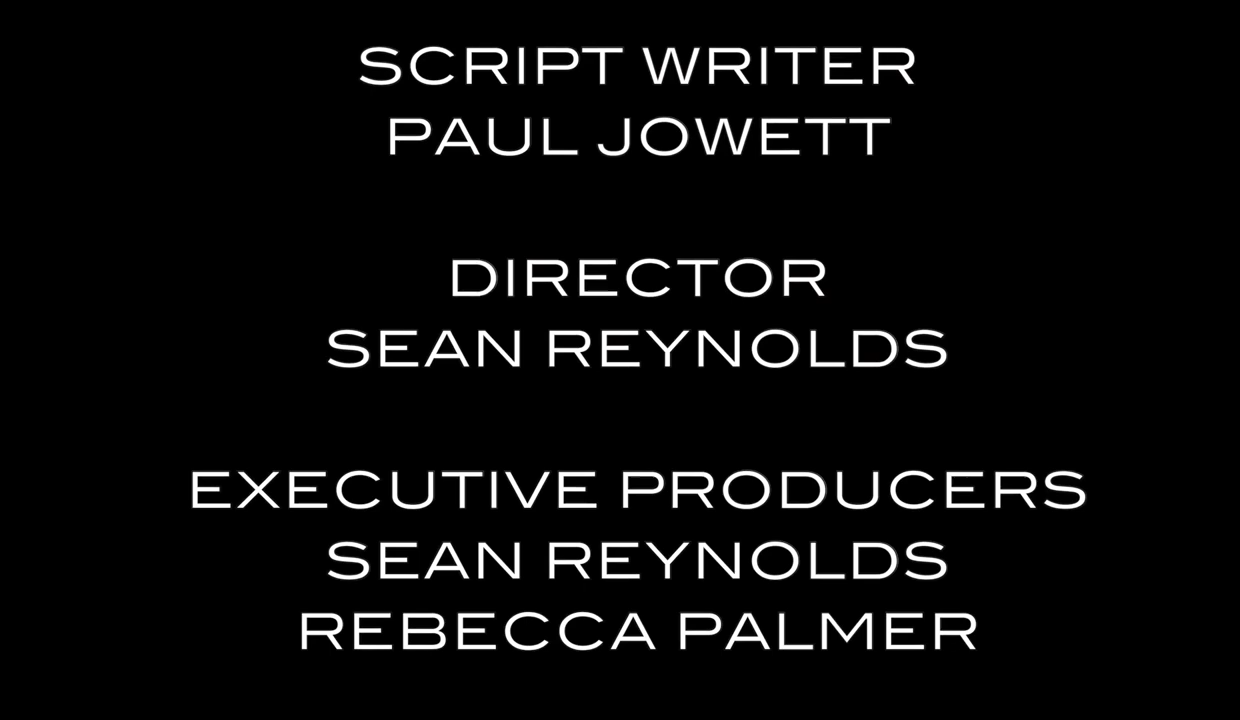 SCRIPT WRITER
PAUL JOWETT
DIRECTOR
SEAN REYNOLDS
EXECUTIVE PRODUCERS
SEAN REYNOLDS
REBECCA PALMER